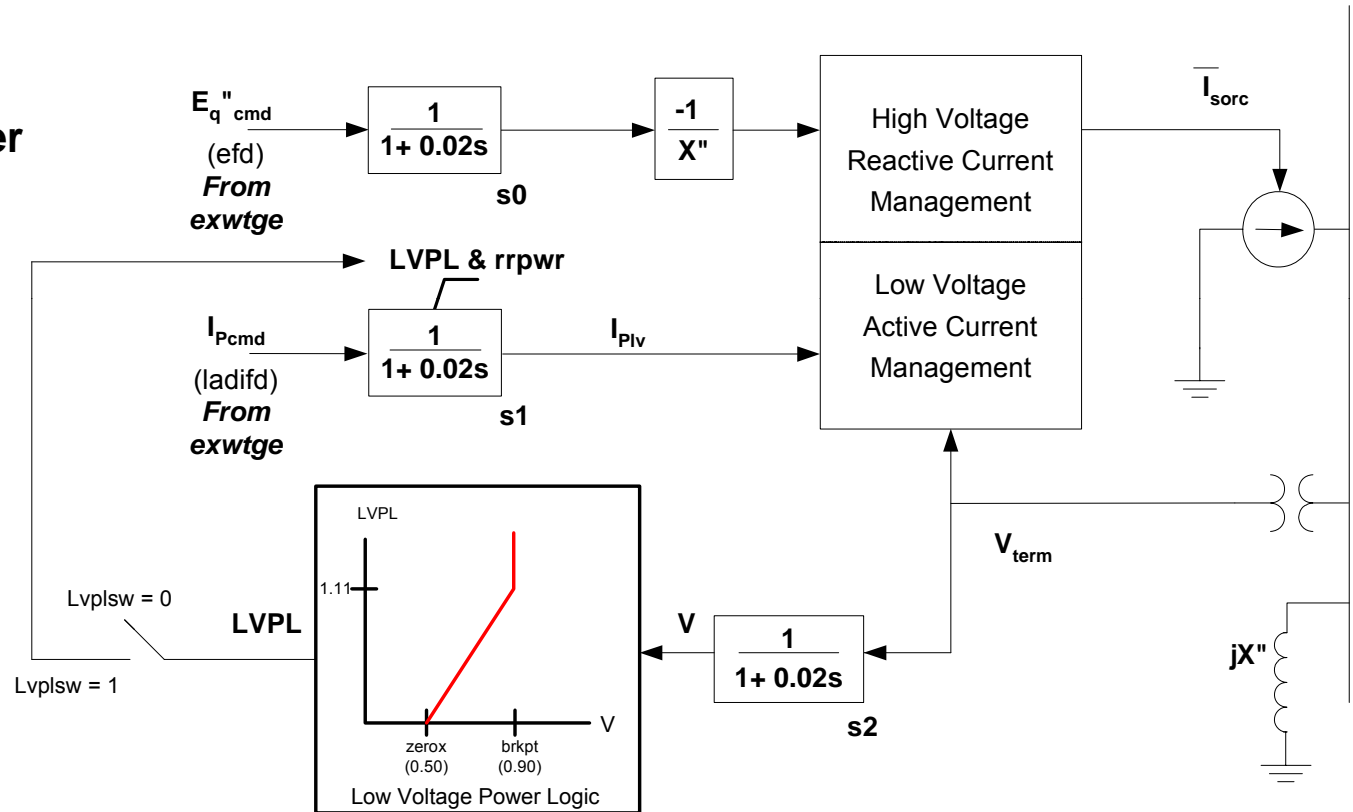 er
E_q"_cmd
(efd)
From
exwtge
1
1+ 0.02s
s0
-1
X"
High Voltage
Reactive Current
Management
I_sorc
LVPL & rrpwr
I_Pcmd
(ladifd)
From
exwtge
1
1+ 0.02s
s1
I_Plv
Low Voltage
Active Current
Management
V_term
jX"
LVPL
1.11
V
zerox
(0.50)
brkpt
(0.90)
Low Voltage Power Logic
V
1
1+ 0.02s
s2
LVPL
Lvplsw = 0
Lvplsw = 1